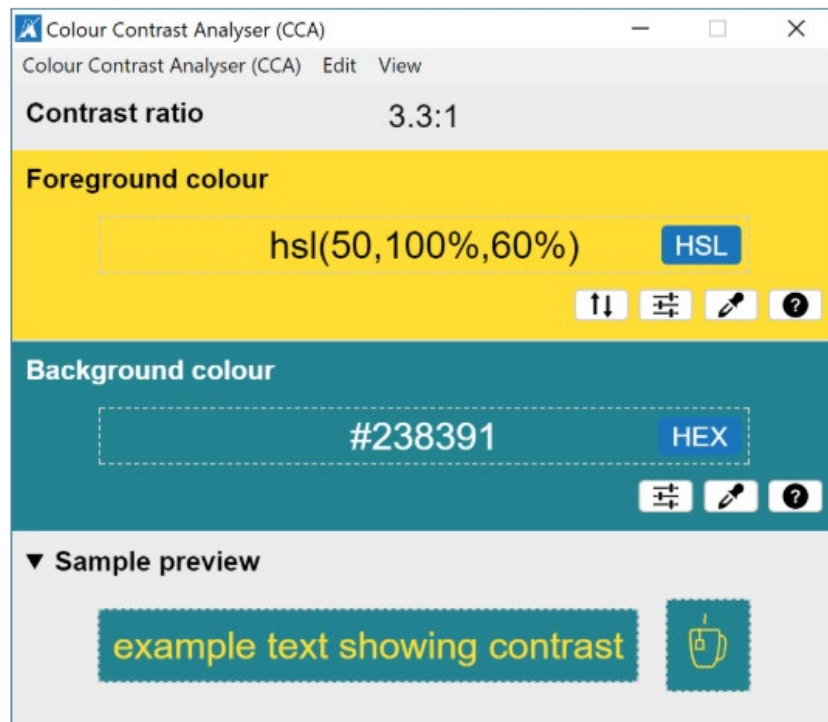 Colour Contrast Analyser (CCA)
Colour Contrast Analyser (CCA) Edit View
Contrast ratio 3.3:1
Foreground colour
hsl(50,100%,60%) HSL
?
Background colour
#238391 HEX
?
Sample preview
example text showing contrast